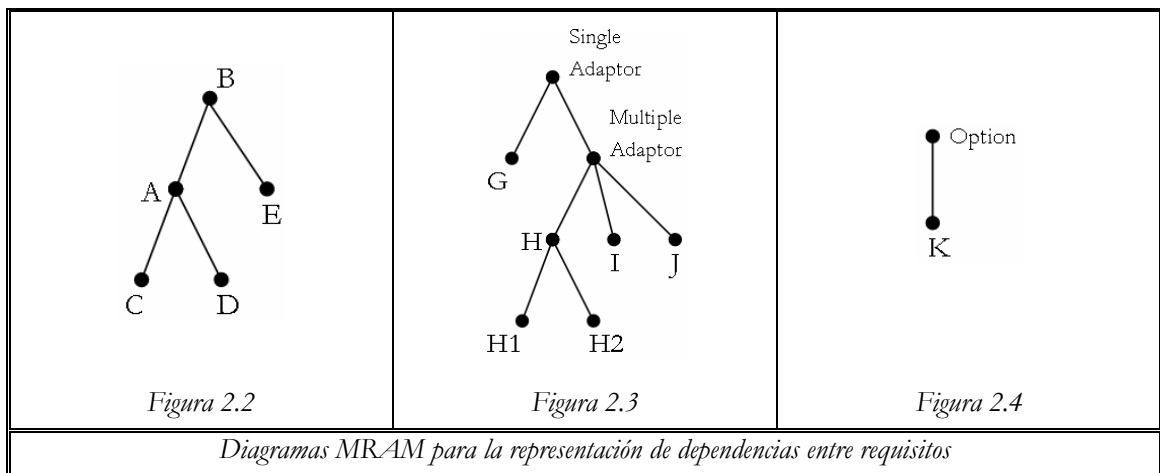 B
A
E
C
D
Figura 2.2
Single
Adaptor
Multiple
Adaptor
G
H
I
J
H1
H2
Figura 2.3
Option
K
Figura 2.4
Diagramas MRAM para la representación de dependencias entre requisitos